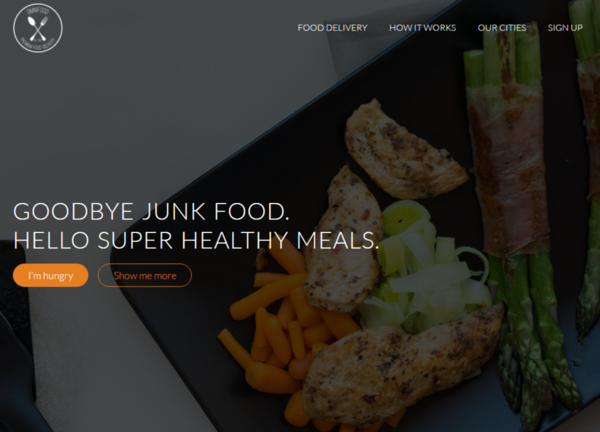 OMNIFOOD
FOOD DELIVERY HOW IT WORKS OUR CITIES SIGN UP
GOODBYE JUNK FOOD.
HELLO SUPER HEALTHY MEALS.
I'm hungry Show me more